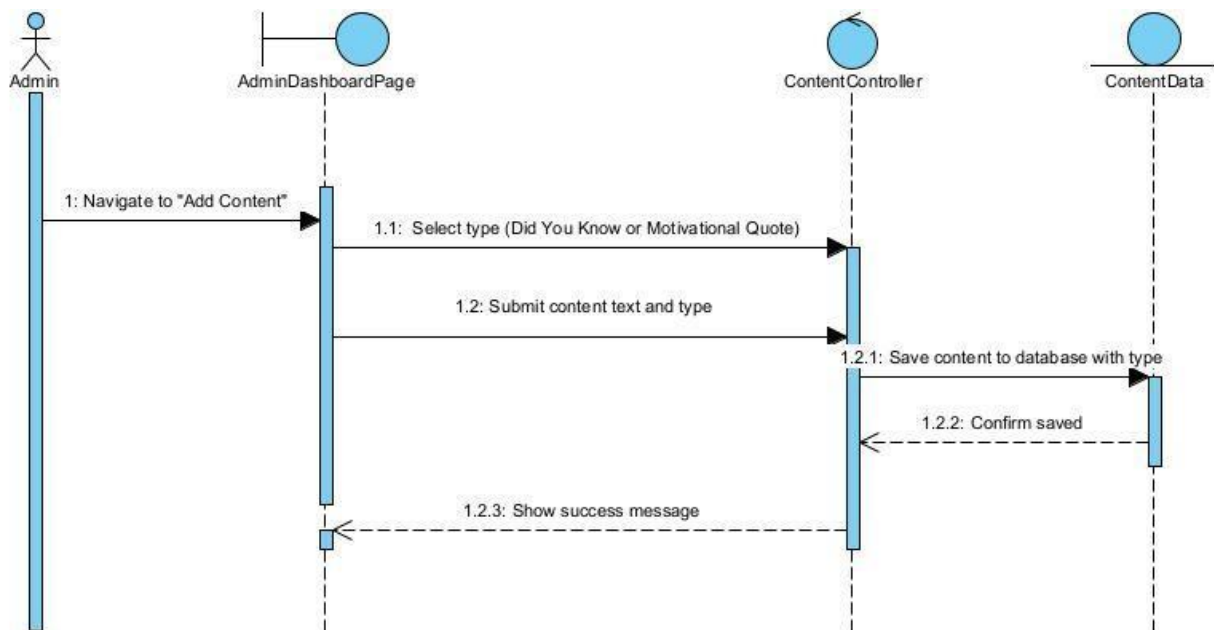 Admin
AdminDashboardPage
ContentController
ContentData
1: Navigate to "Add Content"
1.1: Select type (Did You Know or Motivational Quote)
1.2: Submit content text and type
1.2.1: Save content to database with type
1.2.2: Confirm saved
1.2.3: Show success message